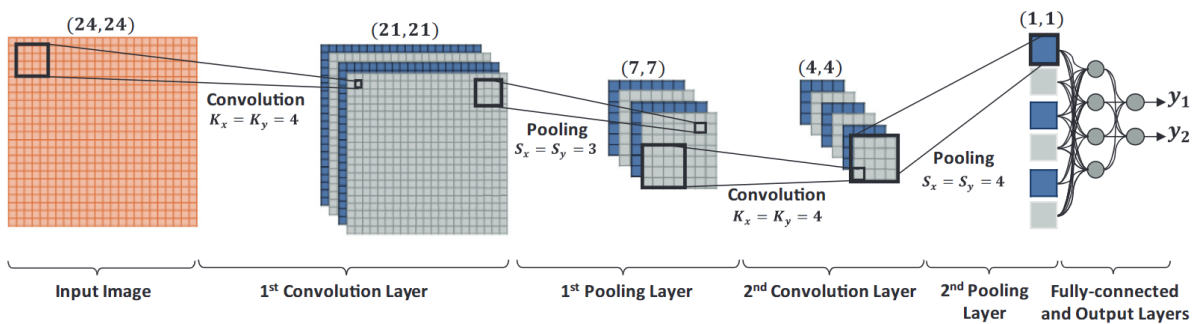 (24,24)
(21,21)
(7,7)
(4,4)
(1,1)
Convolution
K_x = K_y = 4
Pooling
S_x = S_y = 3
Convolution
K_x = K_y = 4
Pooling
S_x = S_y = 4
y_1
y_2
Input Image
1st Convolution Layer
1st Pooling Layer
2nd Convolution Layer
2nd Pooling
Layer
Fully-connected
and Output Layers